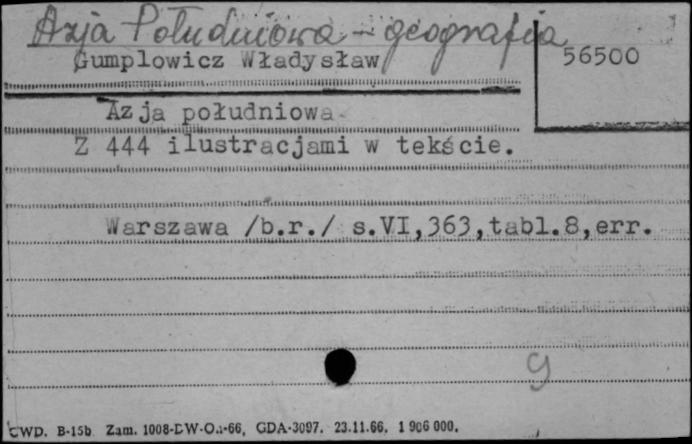 Azja Południowa - geografia
56500
Gumplowicz Władysław
Azja południowa
Z 444 ilustracjami w tekście.
Warszawa /b.r./ s.VI,363,tabl.8,err.
g
CWD. B-15b Zam. 1008-DW-O.-66, GDA-3097. 23.11.66. 1 906 000.